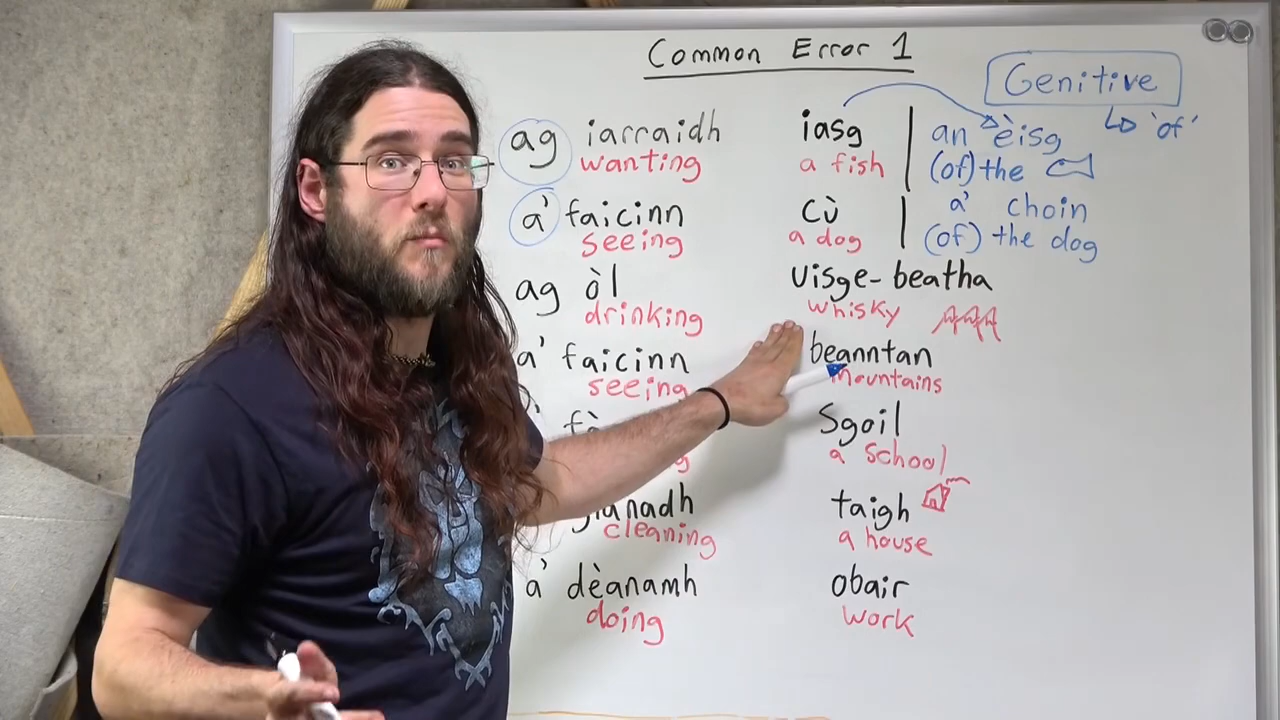 Common Error 1
Genitive
↳ 'of'
ag iarraidh iasg | an èisg
wanting a fish | (of) the
a' faicinn cù | a' choin
seeing a dog | (of) the dog
ag òl uisge-beatha
drinking whisky
a' faicinn beanntan
seeing mountains
Sgoil
a school
glanadh taigh
cleaning a house
a' dèanamh obair
doing work